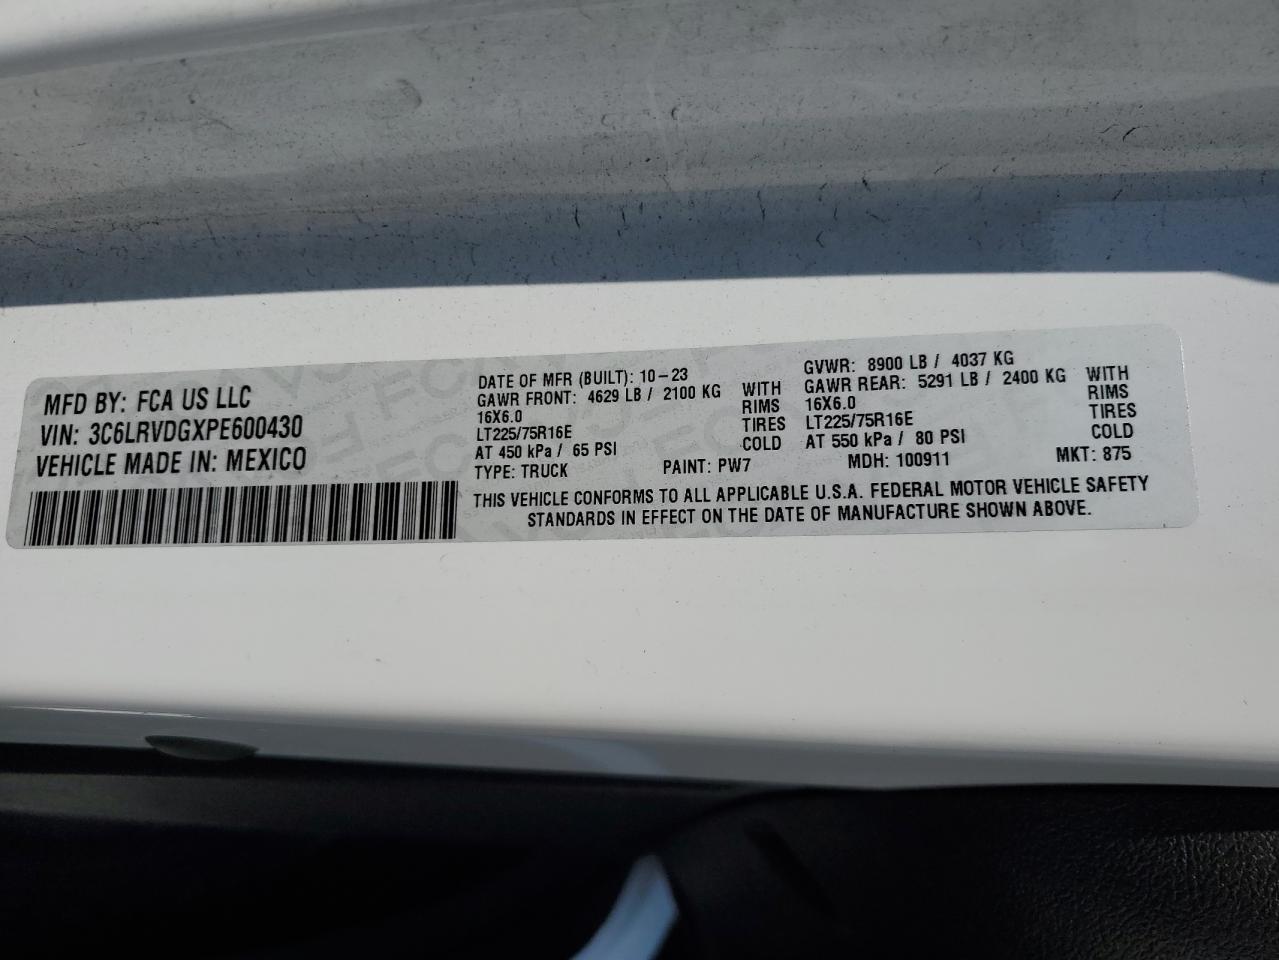 MFD BY: FCA US LLC
VIN: 3C6LRVDGXPE600430
VEHICLE MADE IN: MEXICO
DATE OF MFR (BUILT): 10-23
GAWR FRONT: 4629 LB / 2100 KG WITH
16X6.0 RIMS
LT225/75R16E TIRES
AT 450 kPa / 65 PSI COLD
TYPE: TRUCK PAINT: PW7
GVWR: 8900 LB / 4037 KG
GAWR REAR: 5291 LB / 2400 KG WITH
16X6.0 RIMS
LT225/75R16E TIRES
AT 550 kPa / 80 PSI COLD
MDH: 100911 MKT: 875
THIS VEHICLE CONFORMS TO ALL APPLICABLE U.S.A. FEDERAL MOTOR VEHICLE SAFETY
STANDARDS IN EFFECT ON THE DATE OF MANUFACTURE SHOWN ABOVE.